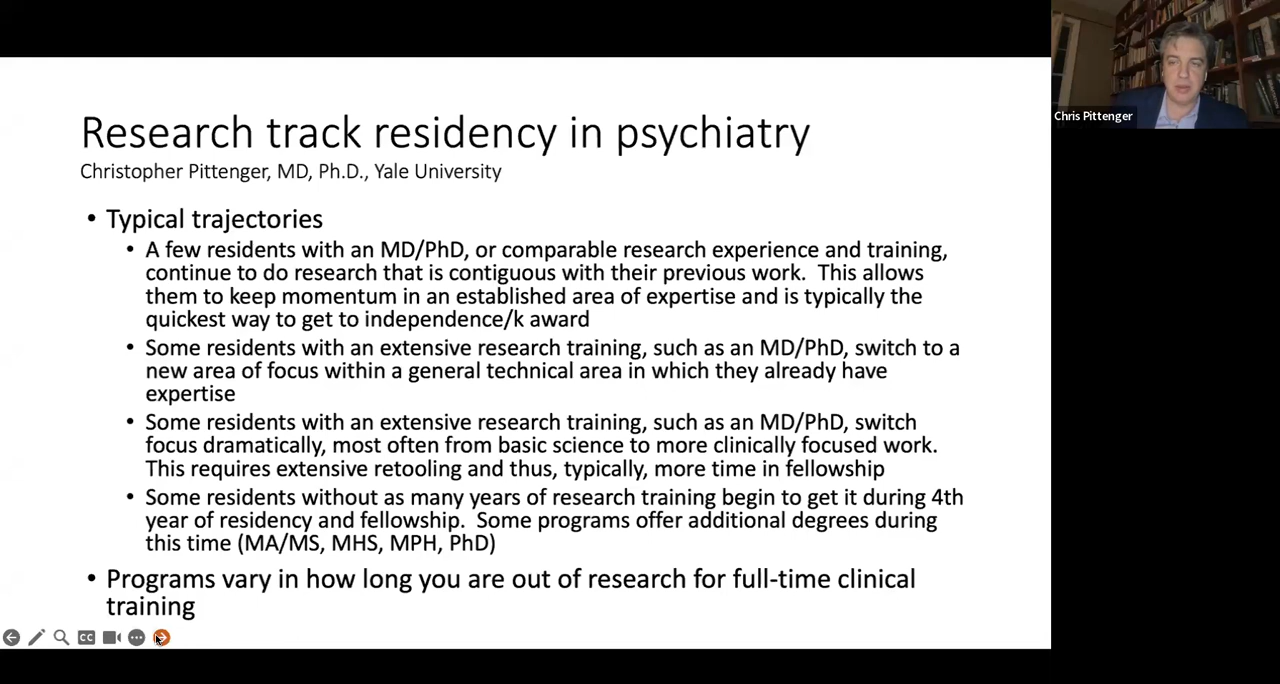 Research track residency in psychiatry
Christopher Pittenger, MD, Ph.D., Yale University
• Typical trajectories
• A few residents with an MD/PhD, or comparable research experience and training,
continue to do research that is contiguous with their previous work.  This allows
them to keep momentum in an established area of expertise and is typically the
quickest way to get to independence/k award
• Some residents with an extensive research training, such as an MD/PhD, switch to a
new area of focus within a general technical area in which they already have
expertise
• Some residents with an extensive research training, such as an MD/PhD, switch
focus dramatically, most often from basic science to more clinically focused work.
This requires extensive retooling and thus, typically, more time in fellowship
• Some residents without as many years of research training begin to get it during 4th
year of residency and fellowship.  Some programs offer additional degrees during
this time (MA/MS, MHS, MPH, PhD)
• Programs vary in how long you are out of research for full-time clinical
training
CC
Chris Pittenger